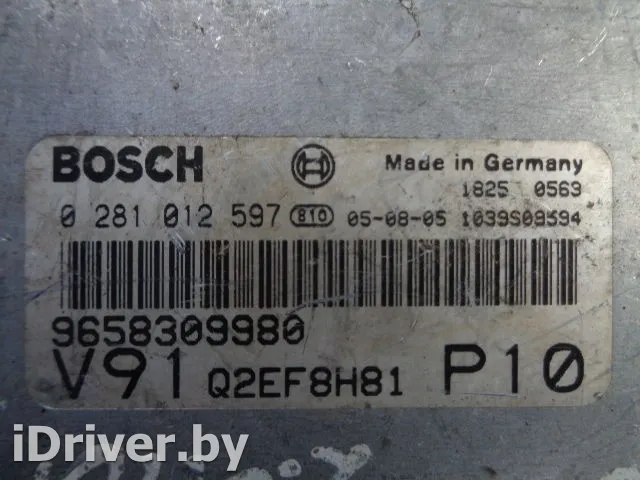 BOSCH Made in Germany
1825 0569
0 281 012 597 810 05-08-05 1039S09594
9658309980
V91 Q2EF8H81 P10
iDriver.by